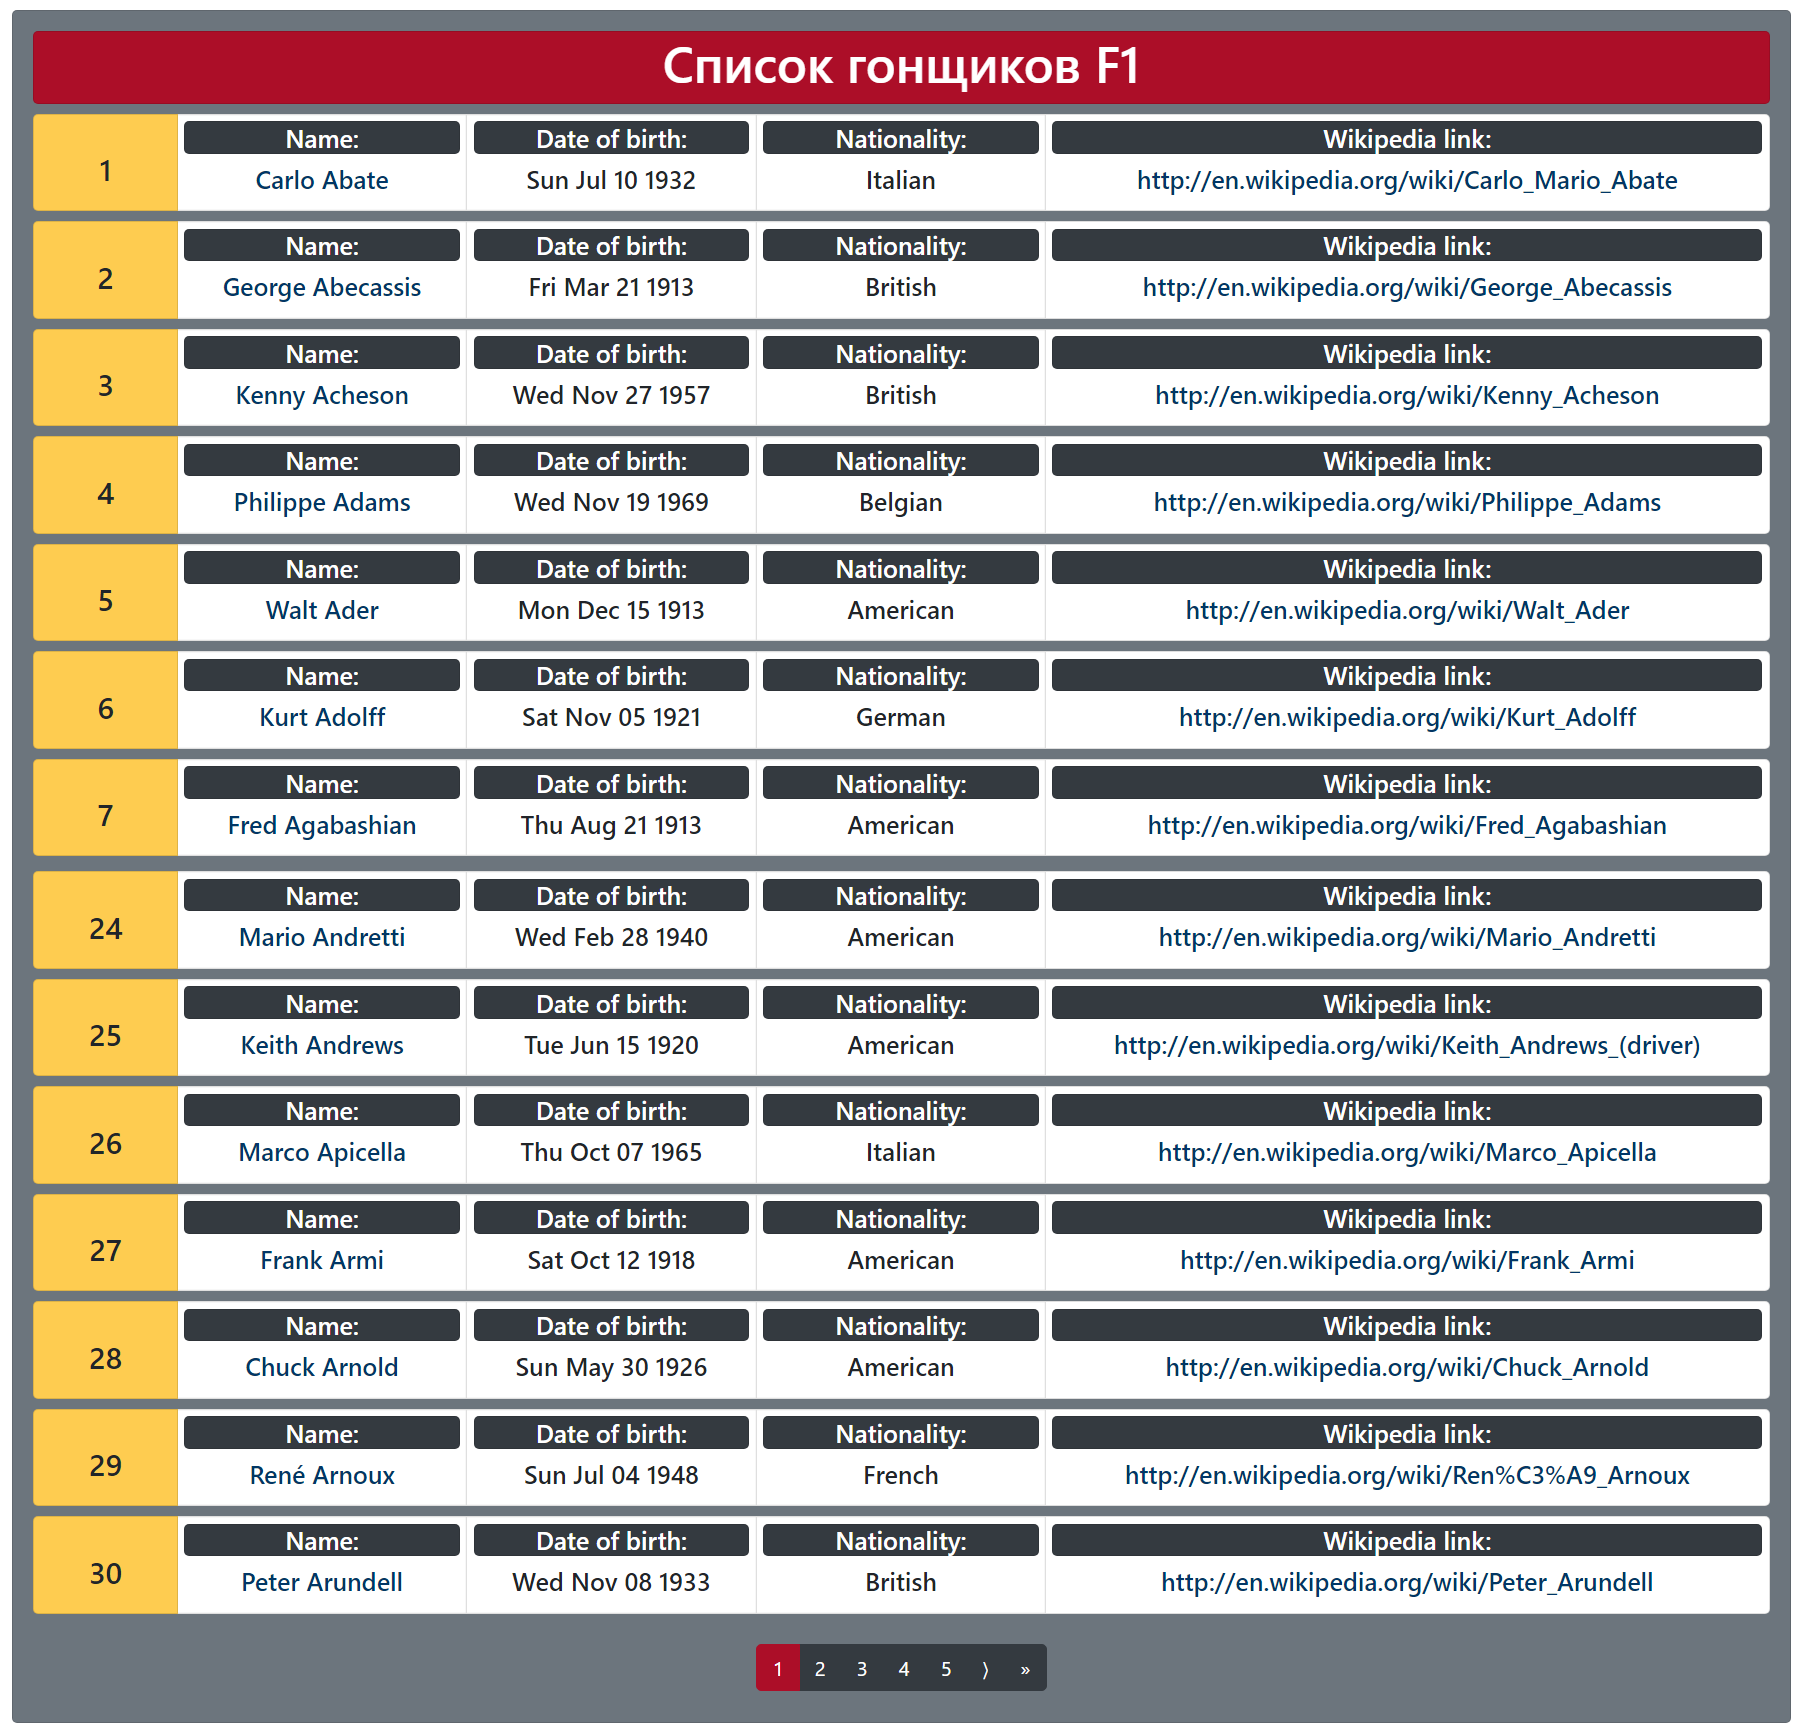 Список гонщиков F1
1 Name: Date of birth: Nationality: Wikipedia link:
Carlo Abate Sun Jul 10 1932 Italian http://en.wikipedia.org/wiki/Carlo_Mario_Abate
2 Name: Date of birth: Nationality: Wikipedia link:
George Abecassis Fri Mar 21 1913 British http://en.wikipedia.org/wiki/George_Abecassis
3 Name: Date of birth: Nationality: Wikipedia link:
Kenny Acheson Wed Nov 27 1957 British http://en.wikipedia.org/wiki/Kenny_Acheson
4 Name: Date of birth: Nationality: Wikipedia link:
Philippe Adams Wed Nov 19 1969 Belgian http://en.wikipedia.org/wiki/Philippe_Adams
5 Name: Date of birth: Nationality: Wikipedia link:
Walt Ader Mon Dec 15 1913 American http://en.wikipedia.org/wiki/Walt_Ader
6 Name: Date of birth: Nationality: Wikipedia link:
Kurt Adolff Sat Nov 05 1921 German http://en.wikipedia.org/wiki/Kurt_Adolff
7 Name: Date of birth: Nationality: Wikipedia link:
Fred Agabashian Thu Aug 21 1913 American http://en.wikipedia.org/wiki/Fred_Agabashian
24 Name: Date of birth: Nationality: Wikipedia link:
Mario Andretti Wed Feb 28 1940 American http://en.wikipedia.org/wiki/Mario_Andretti
25 Name: Date of birth: Nationality: Wikipedia link:
Keith Andrews Tue Jun 15 1920 American http://en.wikipedia.org/wiki/Keith_Andrews_(driver)
26 Name: Date of birth: Nationality: Wikipedia link:
Marco Apicella Thu Oct 07 1965 Italian http://en.wikipedia.org/wiki/Marco_Apicella
27 Name: Date of birth: Nationality: Wikipedia link:
Frank Armi Sat Oct 12 1918 American http://en.wikipedia.org/wiki/Frank_Armi
28 Name: Date of birth: Nationality: Wikipedia link:
Chuck Arnold Sun May 30 1926 American http://en.wikipedia.org/wiki/Chuck_Arnold
29 Name: Date of birth: Nationality: Wikipedia link:
René Arnoux Sun Jul 04 1948 French http://en.wikipedia.org/wiki/Ren%C3%A9_Arnoux
30 Name: Date of birth: Nationality: Wikipedia link:
Peter Arundell Wed Nov 08 1933 British http://en.wikipedia.org/wiki/Peter_Arundell
1 2 3 4 5 ⟩ »